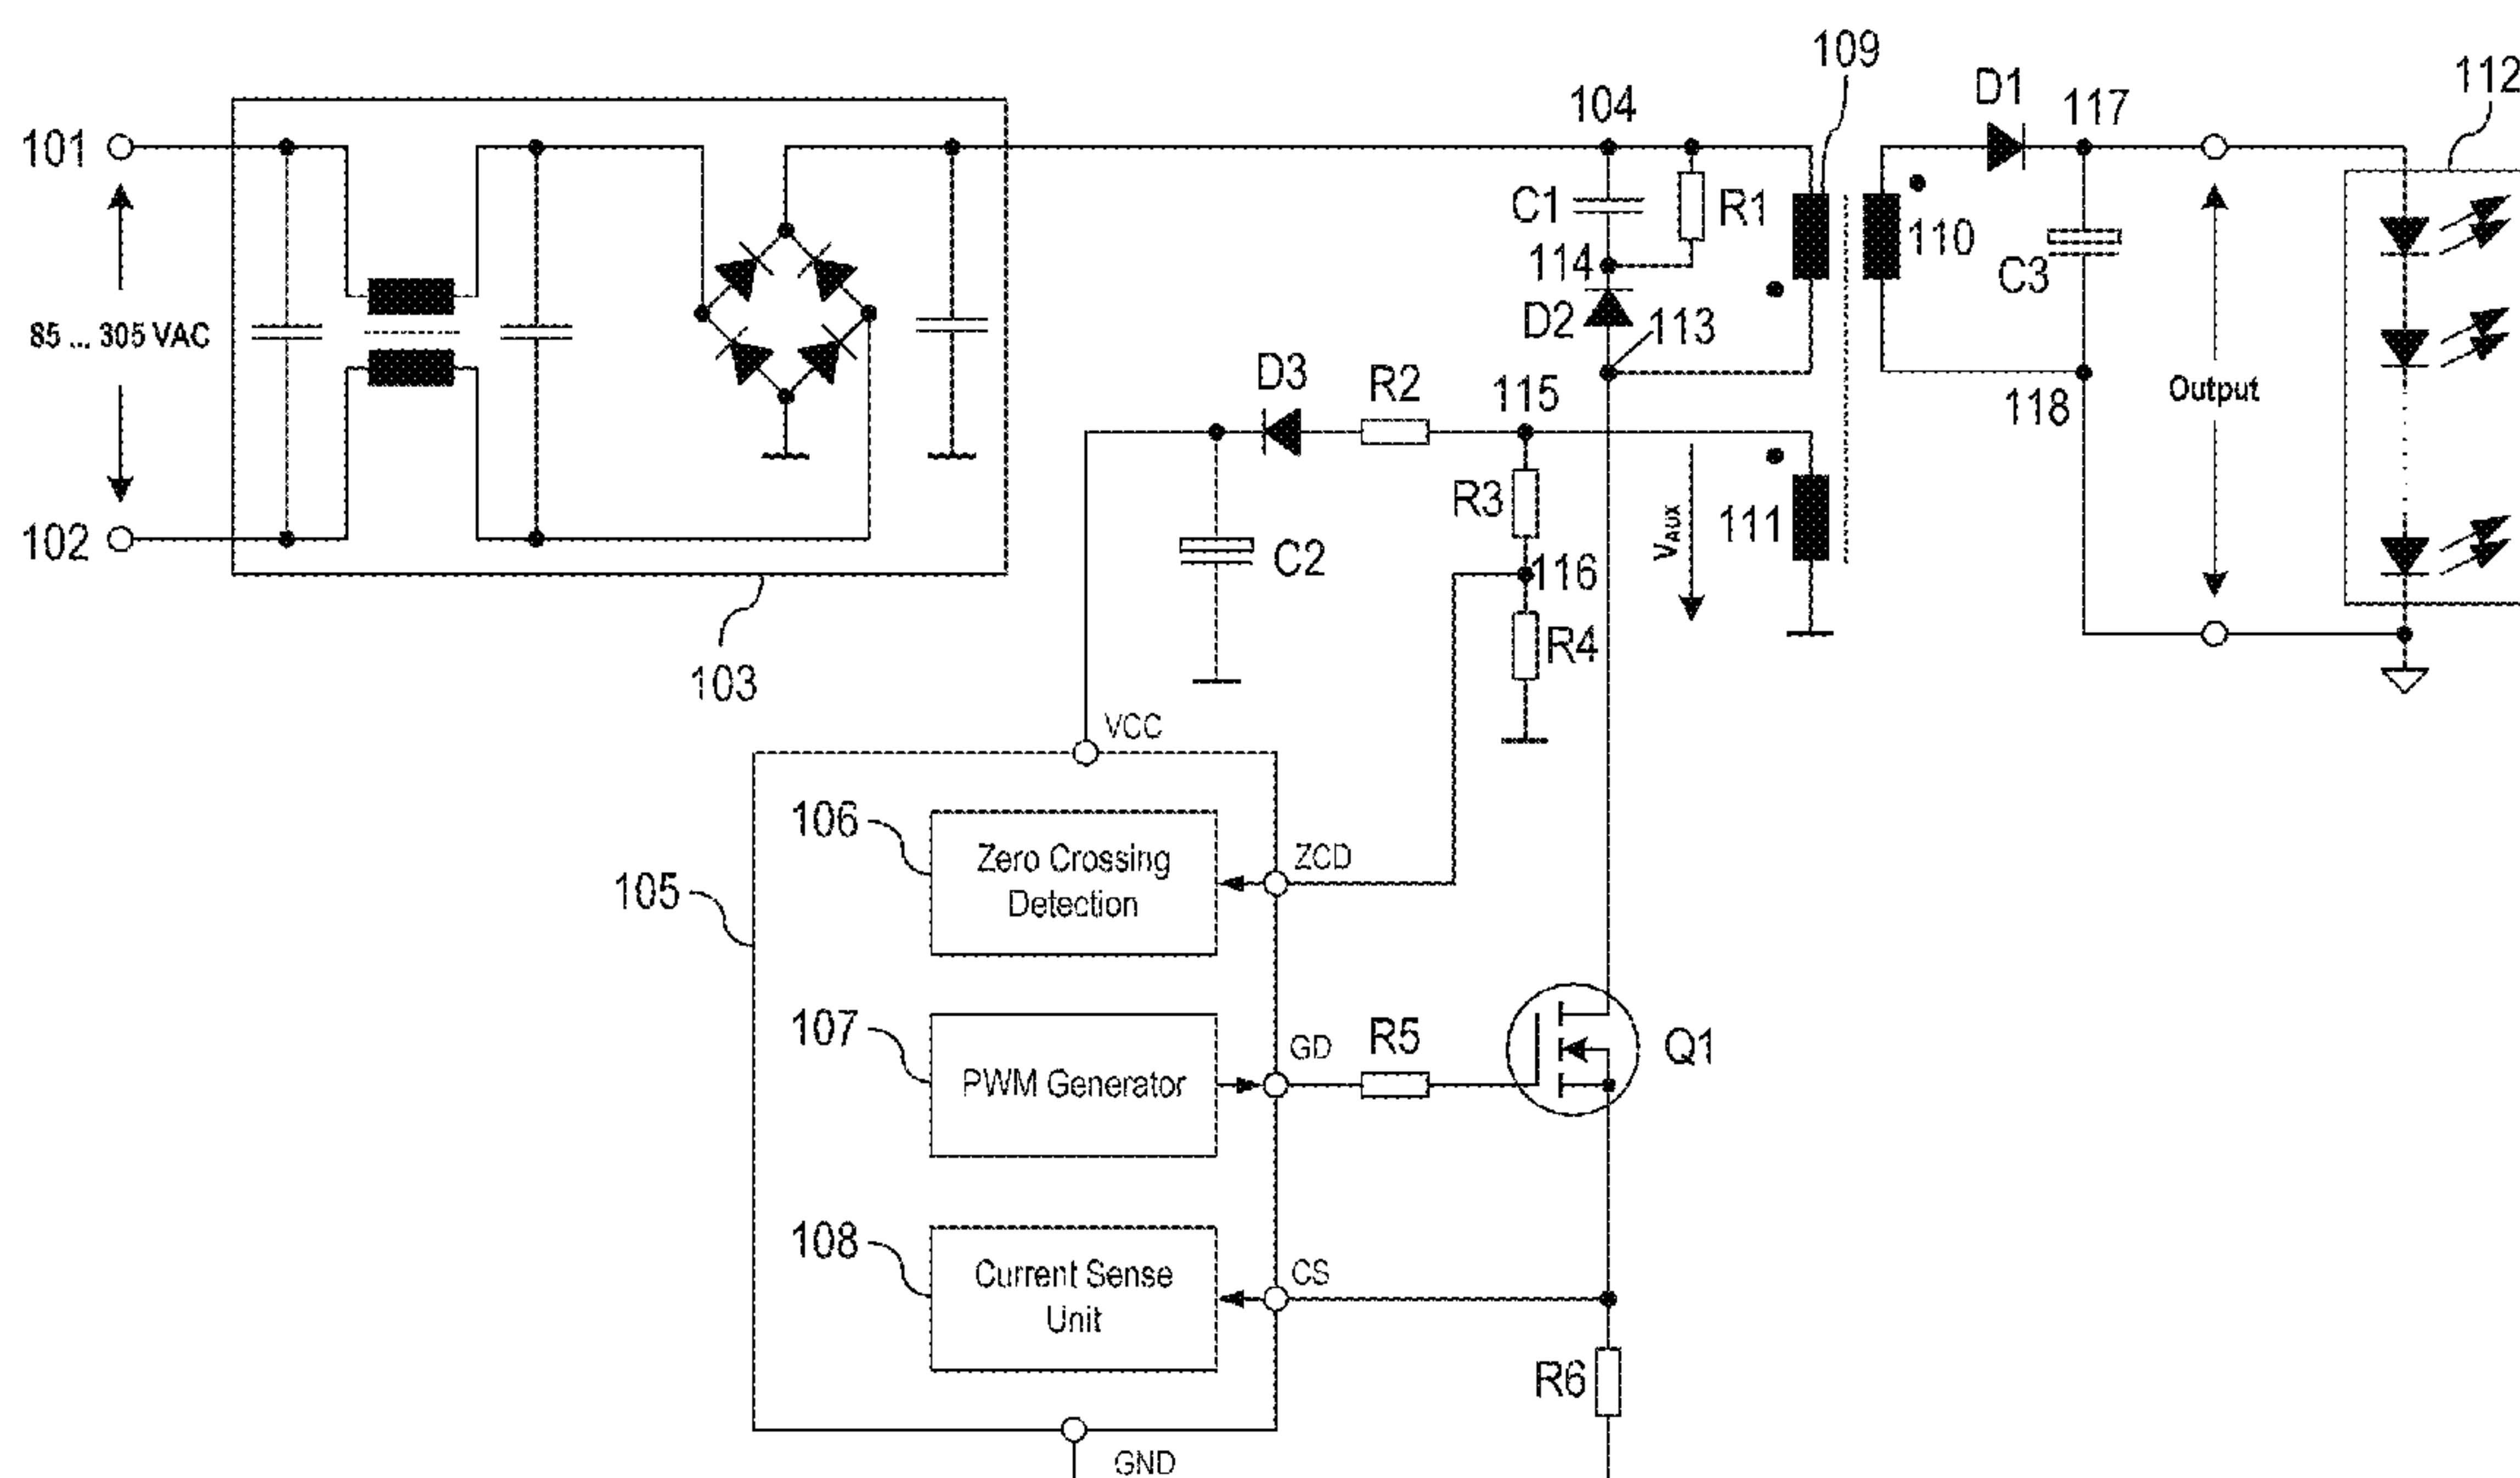 109
D1
117
112
104
101
C1
R1
110
C3
114
D2
113
85 ... 305 VAC
D3
R2
115
118
Output
R3
111
VAUX
102
C2
116
R4
103
VCC
106
Zero Crossing
Detection
ZCD
105
107
PWM Generator
GD
R5
Q1
108
Current Sense
Unit
CS
R6
GND